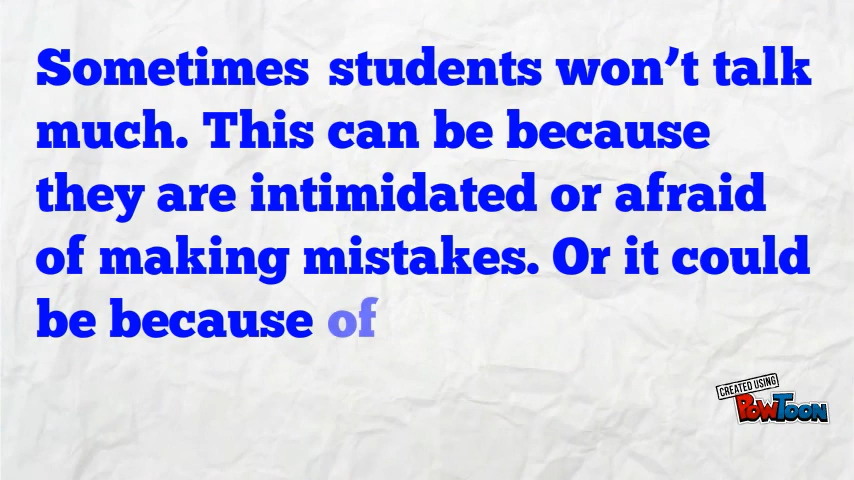 Sometimes students won’t talk
much. This can be because
they are intimidated or afraid
of making mistakes. Or it could
be because of
CREATED USING
POWTOON